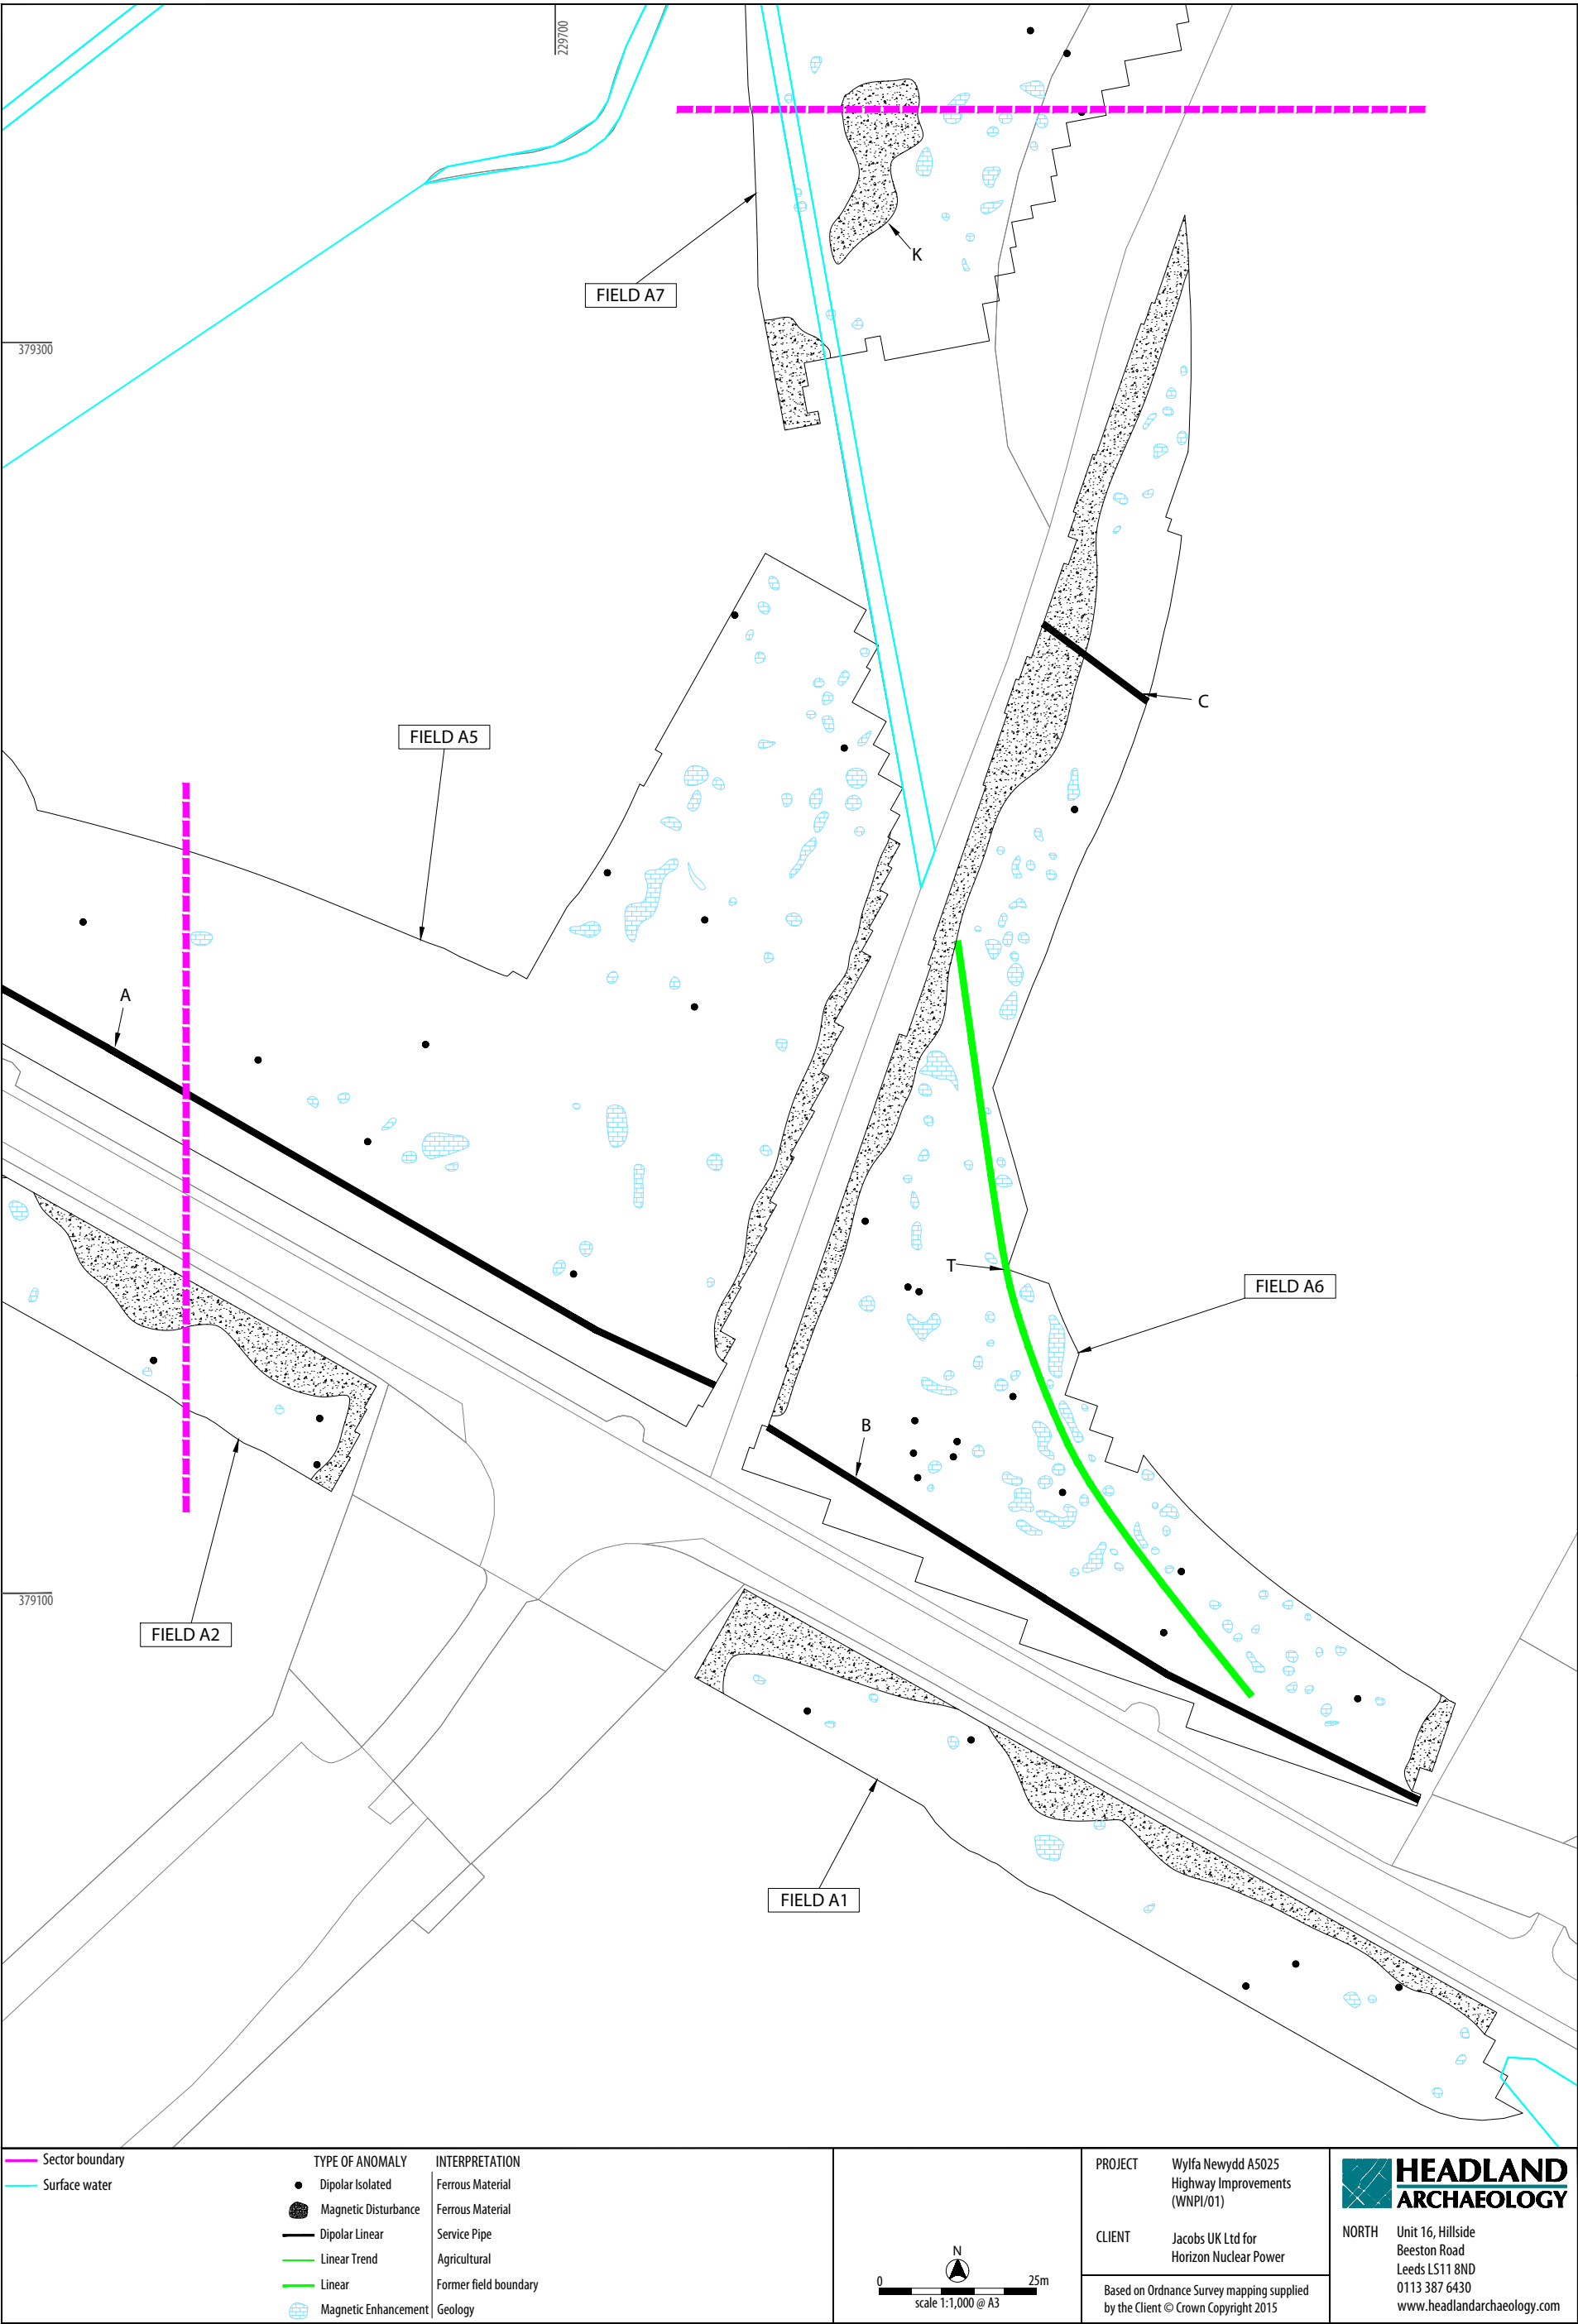 229700
K
FIELD A7
379300
C
FIELD A5
A
T
FIELD A6
B
379100
FIELD A2
FIELD A1
Sector boundary
Surface water
TYPE OF ANOMALY INTERPRETATION
Dipolar Isolated Ferrous Material
Magnetic Disturbance Ferrous Material
Dipolar Linear Service Pipe
Linear Trend Agricultural
Linear Former field boundary
Magnetic Enhancement Geology
N
0 25m
scale 1:1,000 @ A3
PROJECT Wylfa Newydd A5025
Highway Improvements
(WNPI/01)
CLIENT Jacobs UK Ltd for
Horizon Nuclear Power
Based on Ordnance Survey mapping supplied
by the Client © Crown Copyright 2015
HEADLAND
ARCHAEOLOGY
NORTH Unit 16, Hillside
Beeston Road
Leeds LS11 8ND
0113 387 6430
www.headlandarchaeology.com